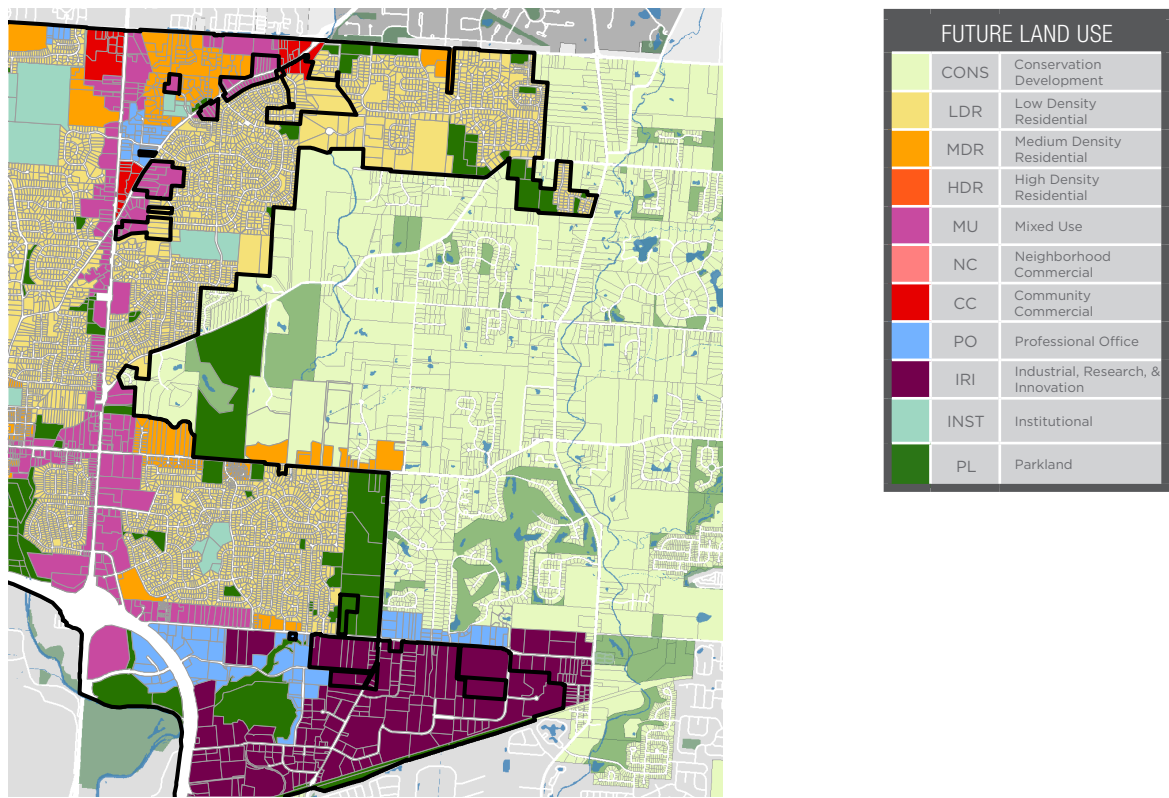 FUTURE LAND USE
CONS Conservation
Development
LDR Low Density
Residential
MDR Medium Density
Residential
HDR High Density
Residential
MU Mixed Use
NC Neighborhood
Commercial
CC Community
Commercial
PO Professional Office
IRI Industrial, Research, &
Innovation
INST Institutional
PL Parkland